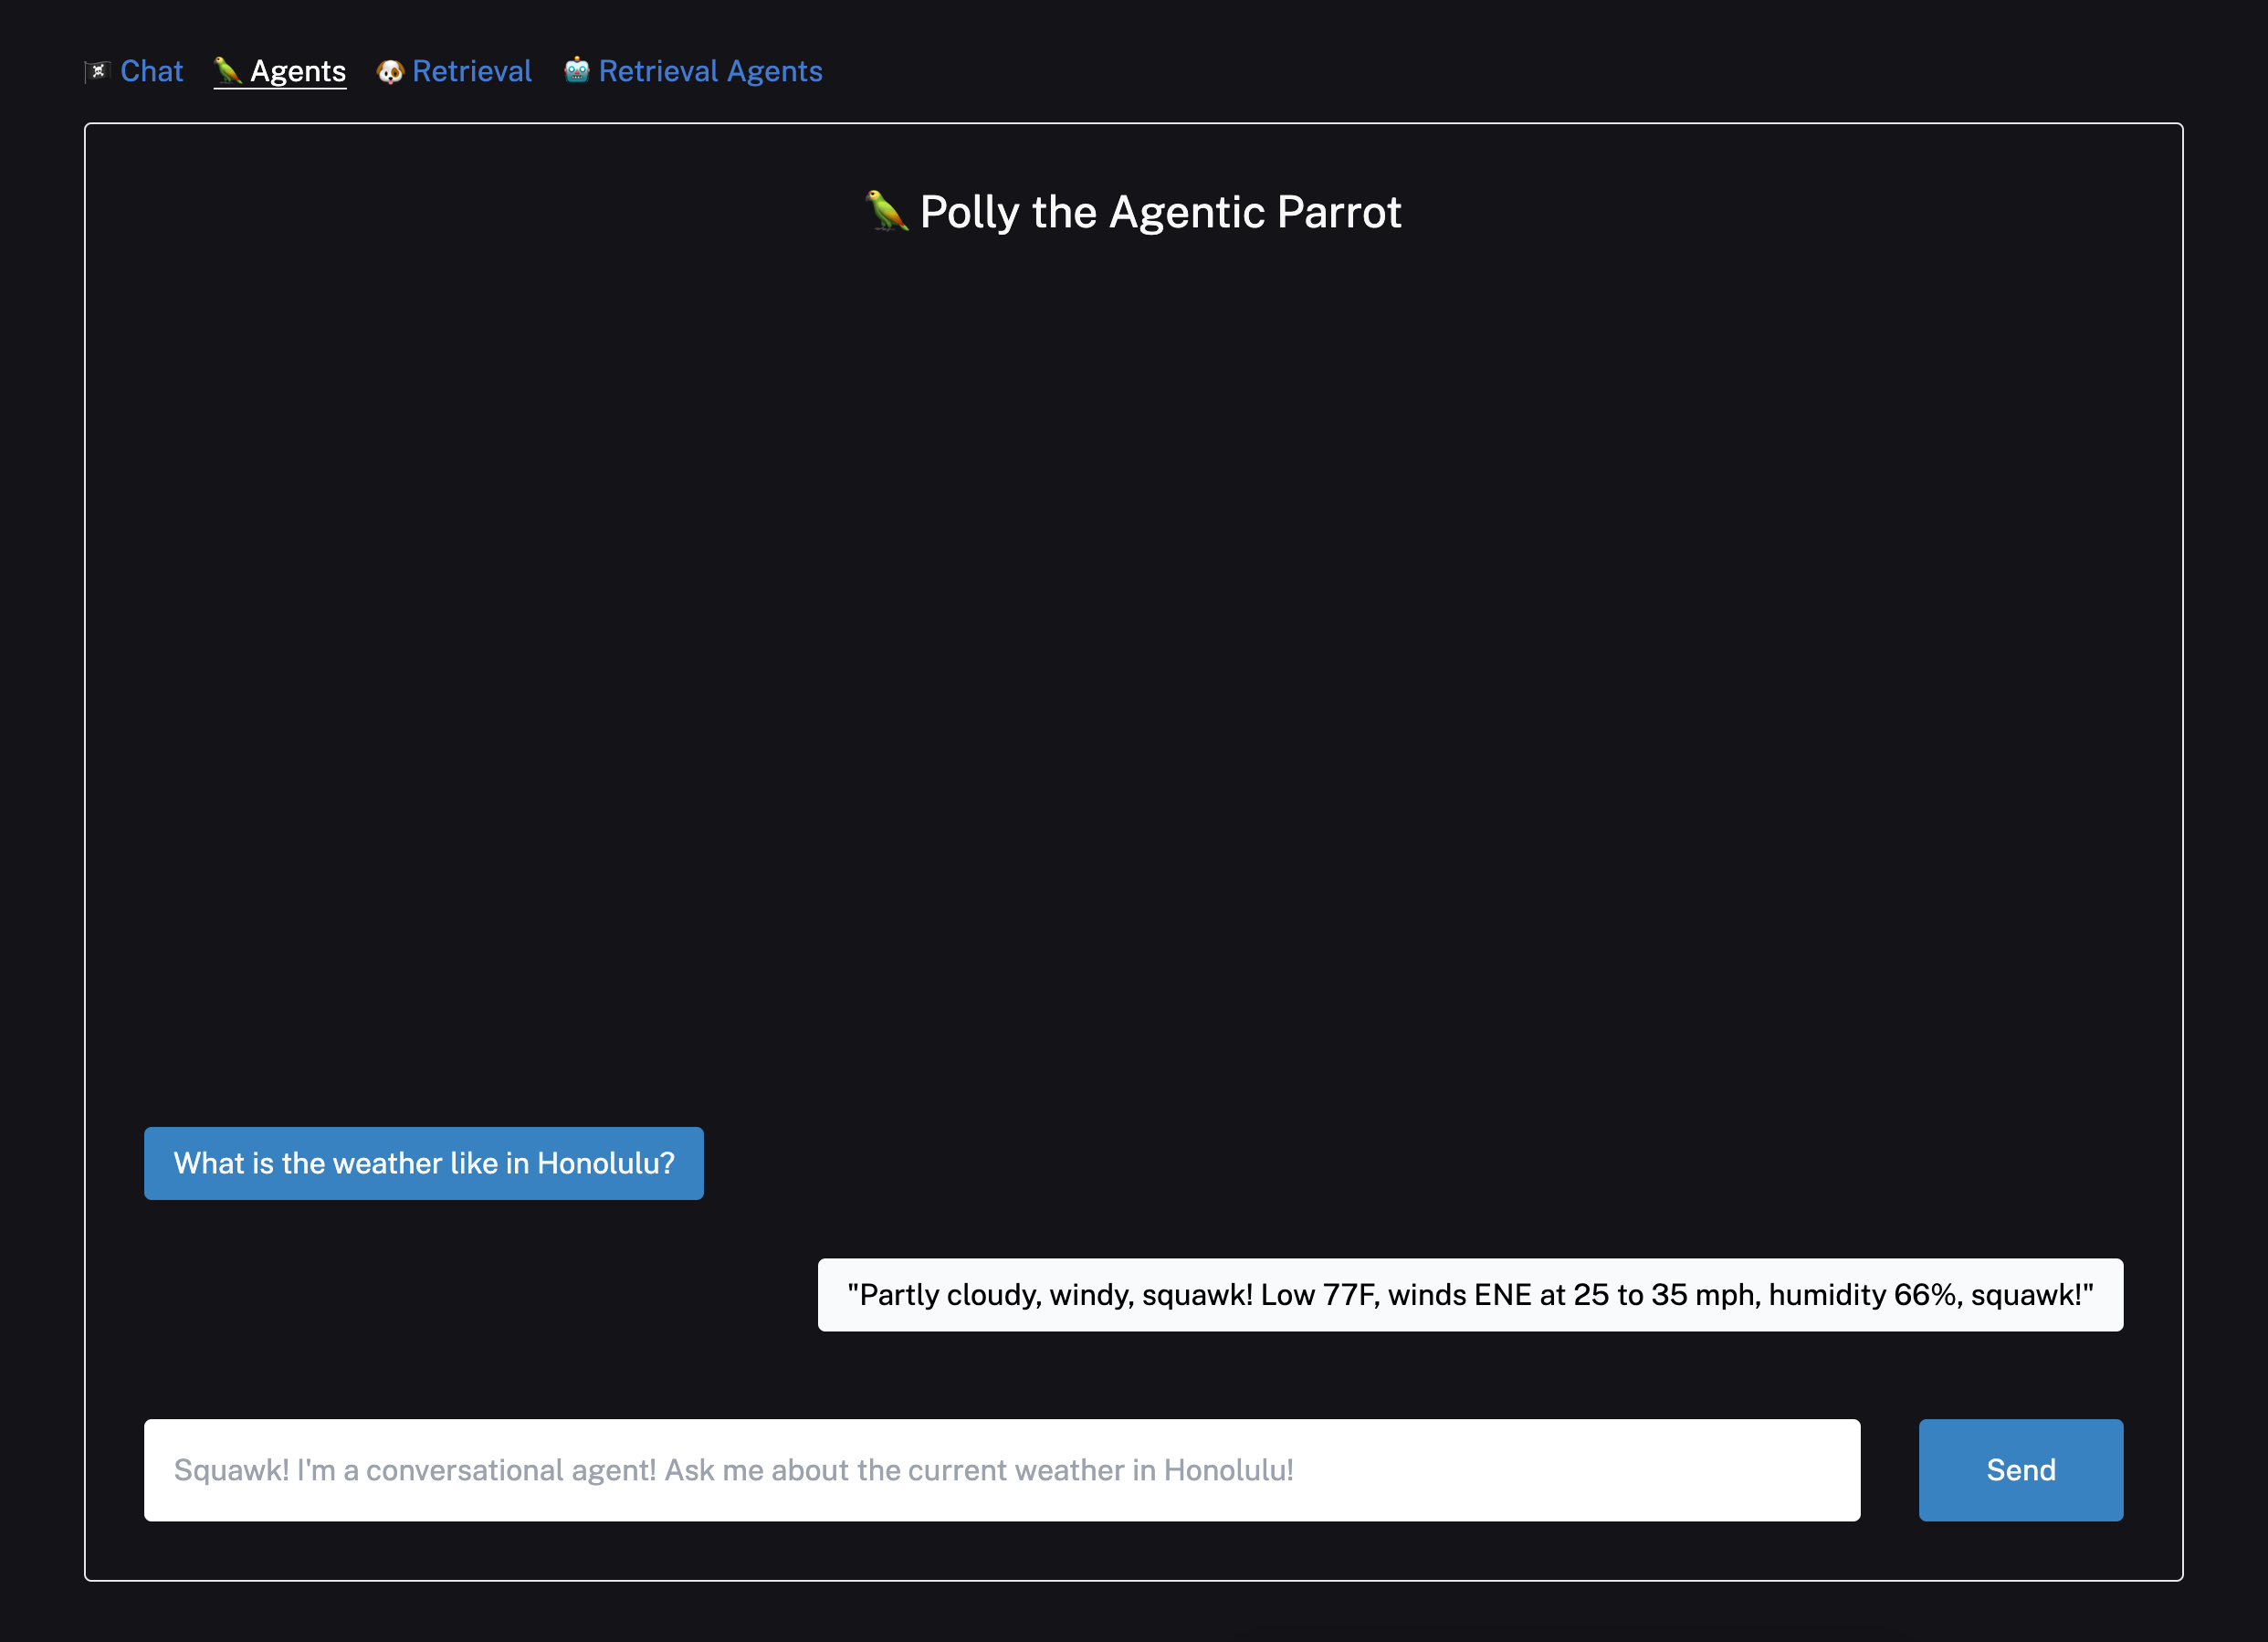 🏴‍☠️ Chat 🦜 Agents 🐶 Retrieval 🤖 Retrieval Agents
🦜 Polly the Agentic Parrot
What is the weather like in Honolulu?
"Partly cloudy, windy, squawk! Low 77F, winds ENE at 25 to 35 mph, humidity 66%, squawk!"
Squawk! I'm a conversational agent! Ask me about the current weather in Honolulu! Send